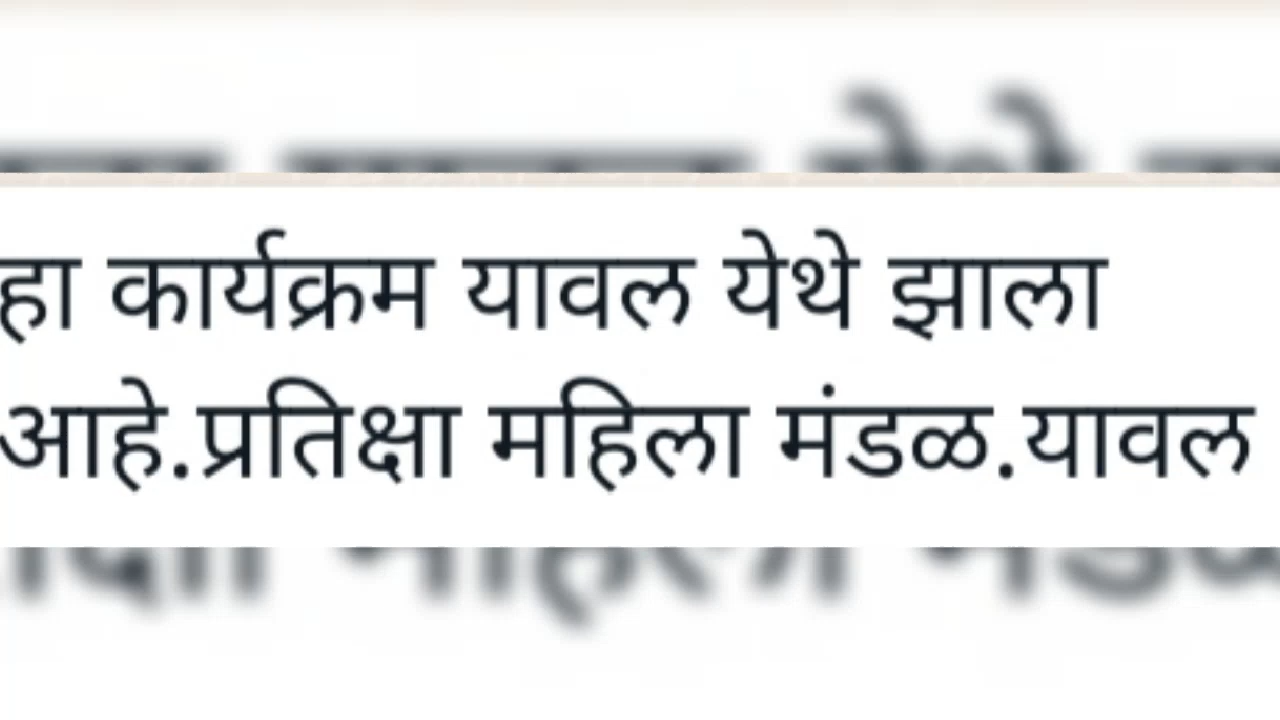 हा कार्यक्रम यावल येथे झाला
आहे.प्रतिक्षा महिला मंडळ.यावल